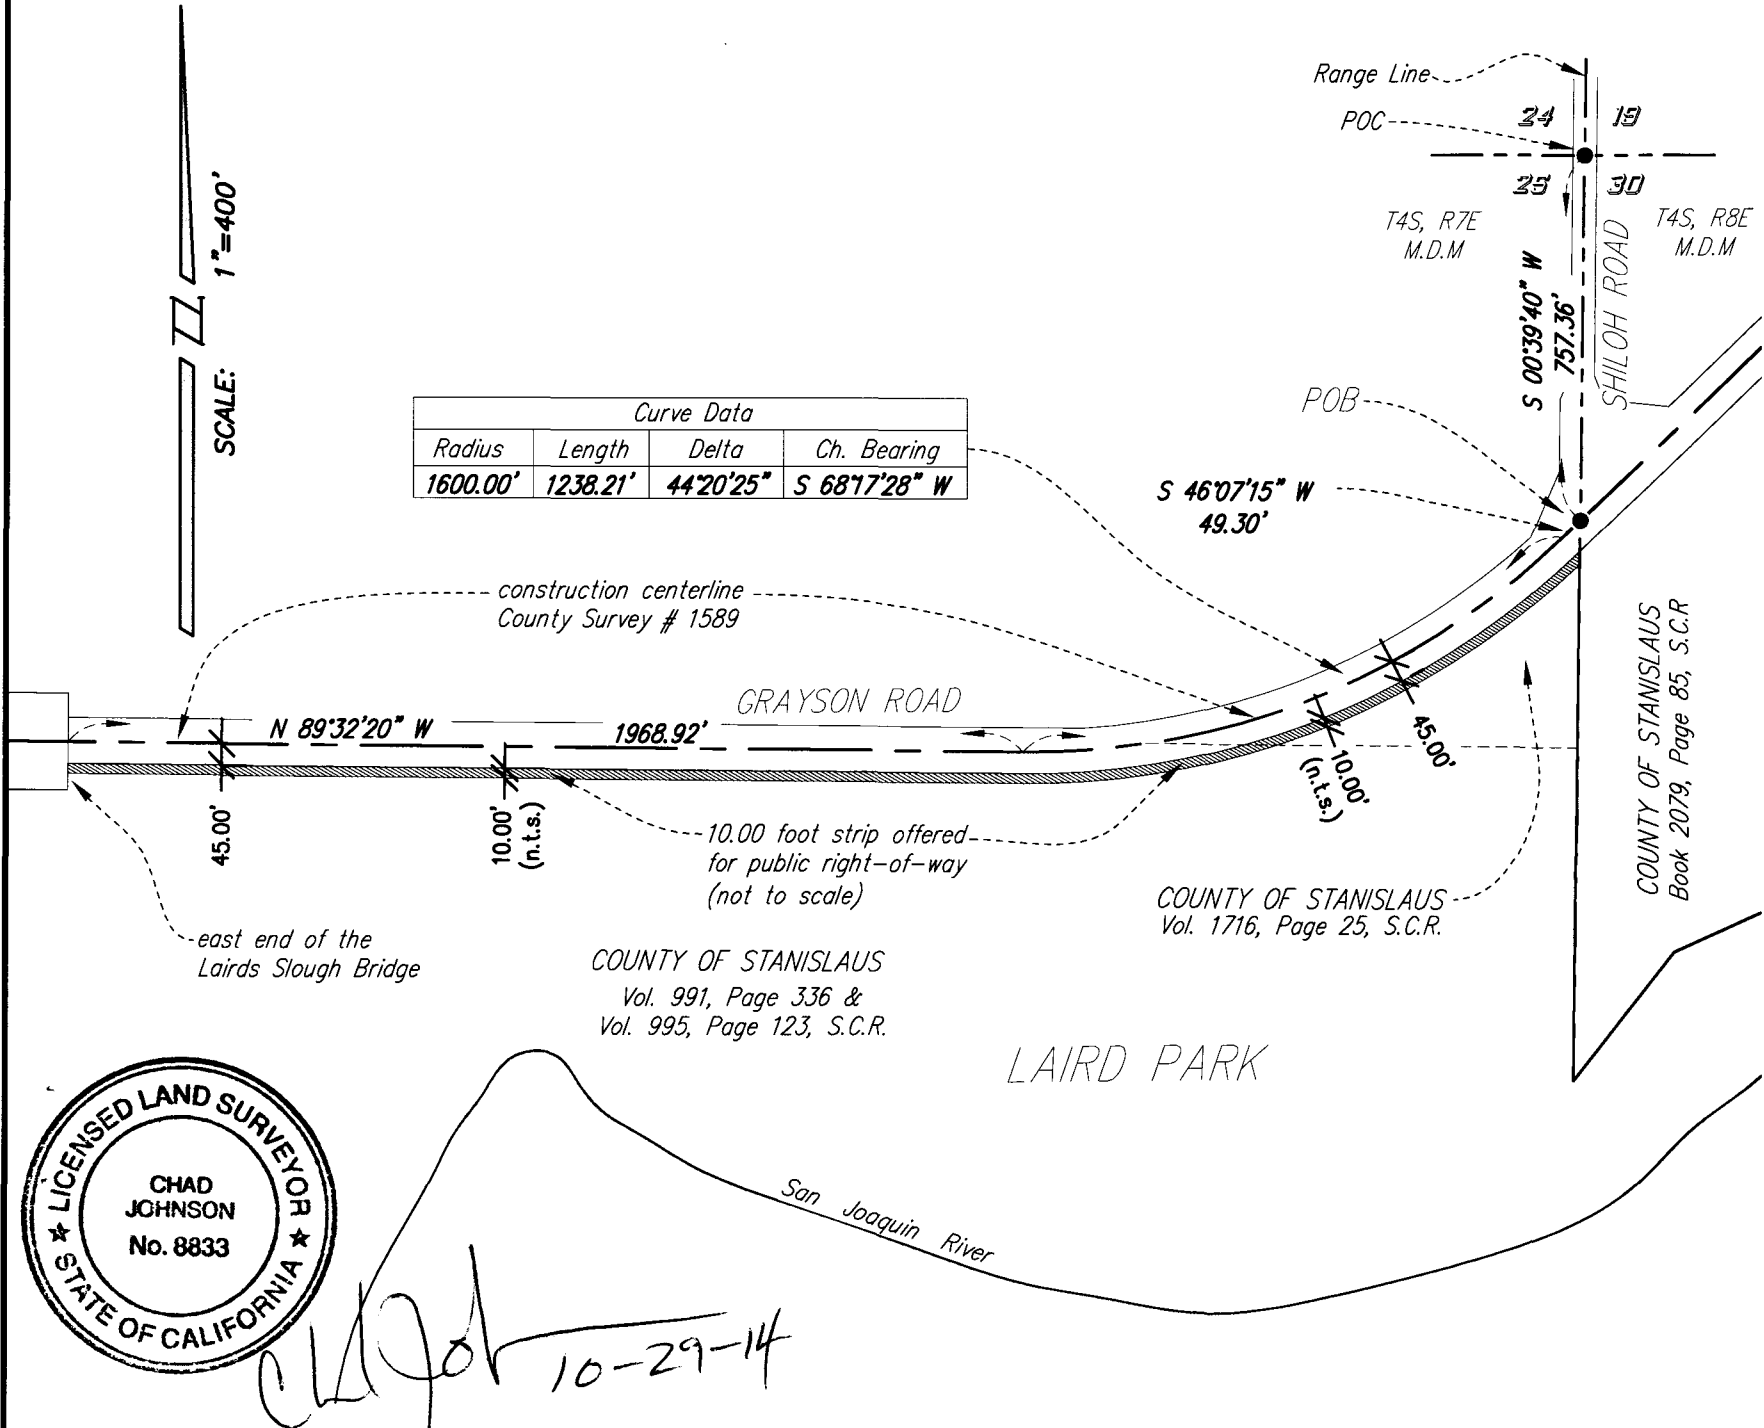 Range Line
POC
24 19
25 30
T4S, R7E
M.D.M
T4S, R8E
M.D.M
SCALE: 1"=400'
S 00°39'40" W
757.36'
SHILOH ROAD
POB
S 46°07'15" W
49.30'
Curve Data
Radius Length Delta Ch. Bearing
1600.00' 1238.21' 44°20'25" S 68°17'28" W
construction centerline
County Survey # 1589
GRAYSON ROAD
N 89°32'20" W 1968.92'
45.00'
10.00'
(n.t.s.)
10.00'
(n.t.s.)
45.00'
10.00 foot strip offered
for public right-of-way
(not to scale)
east end of the
Lairds Slough Bridge
COUNTY OF STANISLAUS
Vol. 991, Page 336 &
Vol. 995, Page 123, S.C.R.
COUNTY OF STANISLAUS
Vol. 1716, Page 25, S.C.R.
COUNTY OF STANISLAUS
Book 2079, Page 85, S.C.R
LAIRD PARK
San Joaquin River
LICENSED LAND SURVEYOR
CHAD
JOHNSON
No. 8833
STATE OF CALIFORNIA
10-29-14